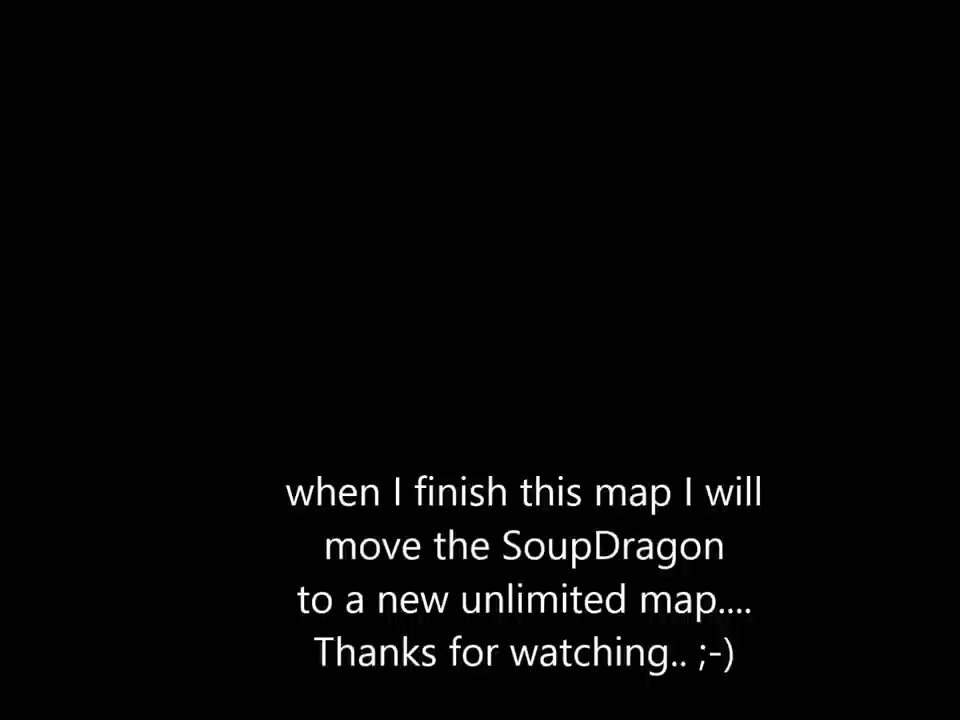 when I finish this map I will
move the SoupDragon
to a new unlimited map....
Thanks for watching.. ;-)